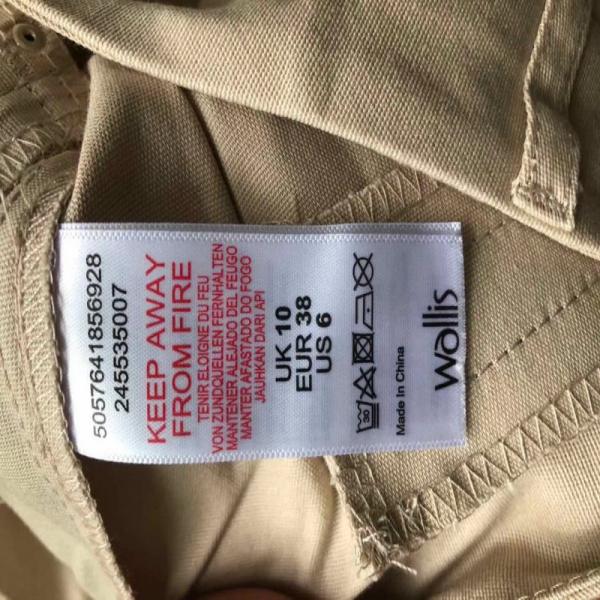 5057641856928
245535007
KEEP AWAY
FROM FIRE
TENIR ELOIGNE DU FEU
VON ZUNDQUELLEN FERNHALTEN
MANTENER ALEJADO DEL FEUGO
MANTER AFASTADO DO FOGO
JAUHKAN DARI API
UK 10
EUR 38
US 6
30
Made In China
wallis